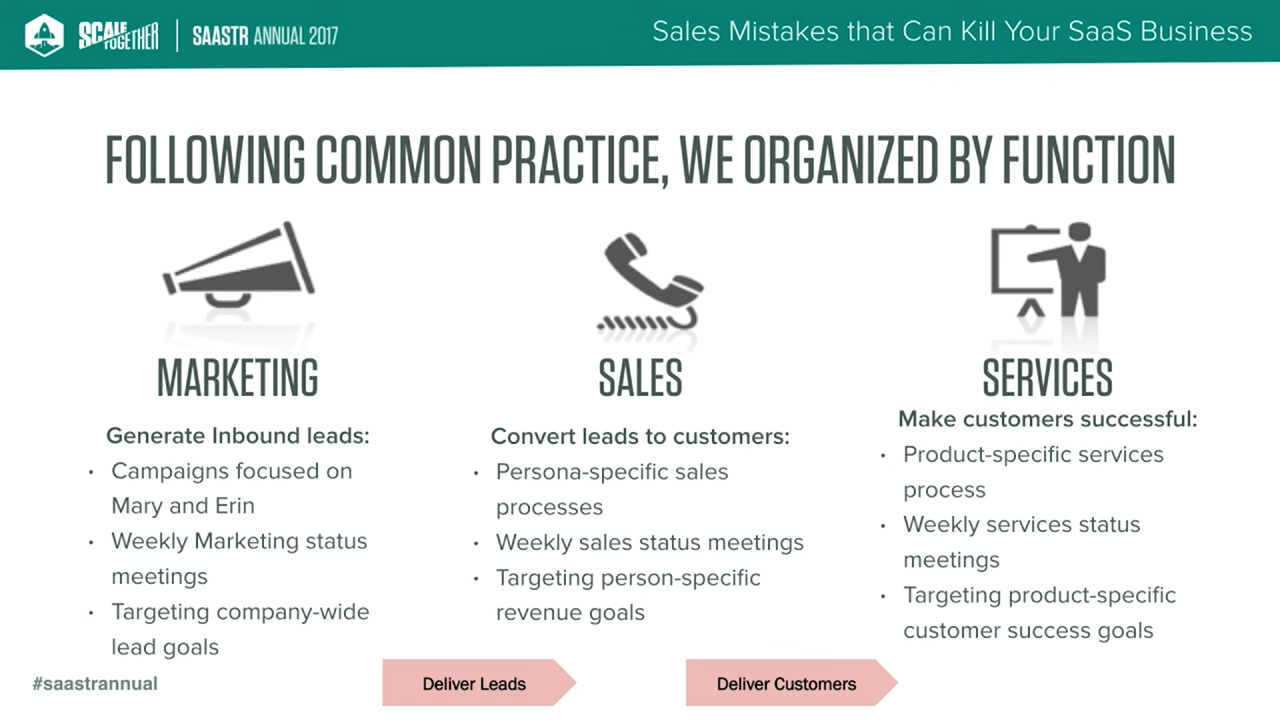 SCALE
TOGETHER
SAASTR ANNUAL 2017
Sales Mistakes that Can Kill Your SaaS Business
FOLLOWING COMMON PRACTICE, WE ORGANIZED BY FUNCTION
MARKETING
Generate Inbound leads:
• Campaigns focused on
Mary and Erin
• Weekly Marketing status
meetings
• Targeting company-wide
lead goals
SALES
Convert leads to customers:
• Persona-specific sales
processes
• Weekly sales status meetings
• Targeting person-specific
revenue goals
SERVICES
Make customers successful:
• Product-specific services
process
• Weekly services status
meetings
• Targeting product-specific
customer success goals
#saastrannual
Deliver Leads
Deliver Customers